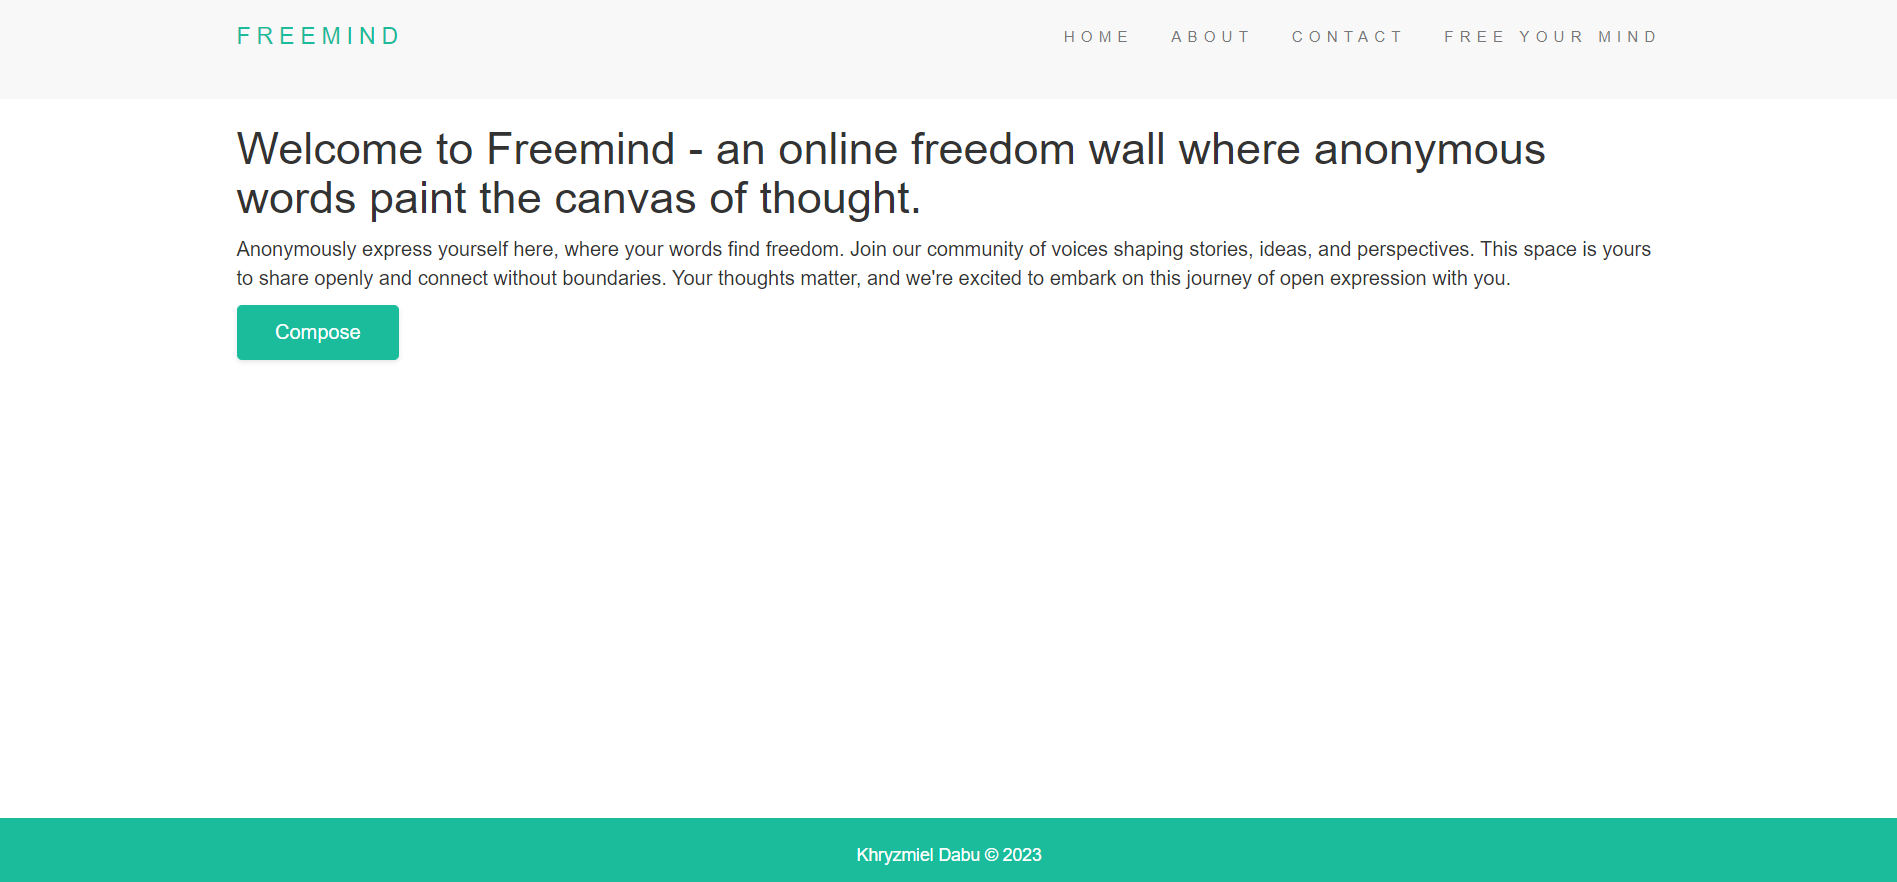 FREEMIND
HOME ABOUT CONTACT FREE YOUR MIND
Welcome to Freemind - an online freedom wall where anonymous
words paint the canvas of thought.
Anonymously express yourself here, where your words find freedom. Join our community of voices shaping stories, ideas, and perspectives. This space is yours
to share openly and connect without boundaries. Your thoughts matter, and we're excited to embark on this journey of open expression with you.
Compose
Khryzmiel Dabu © 2023